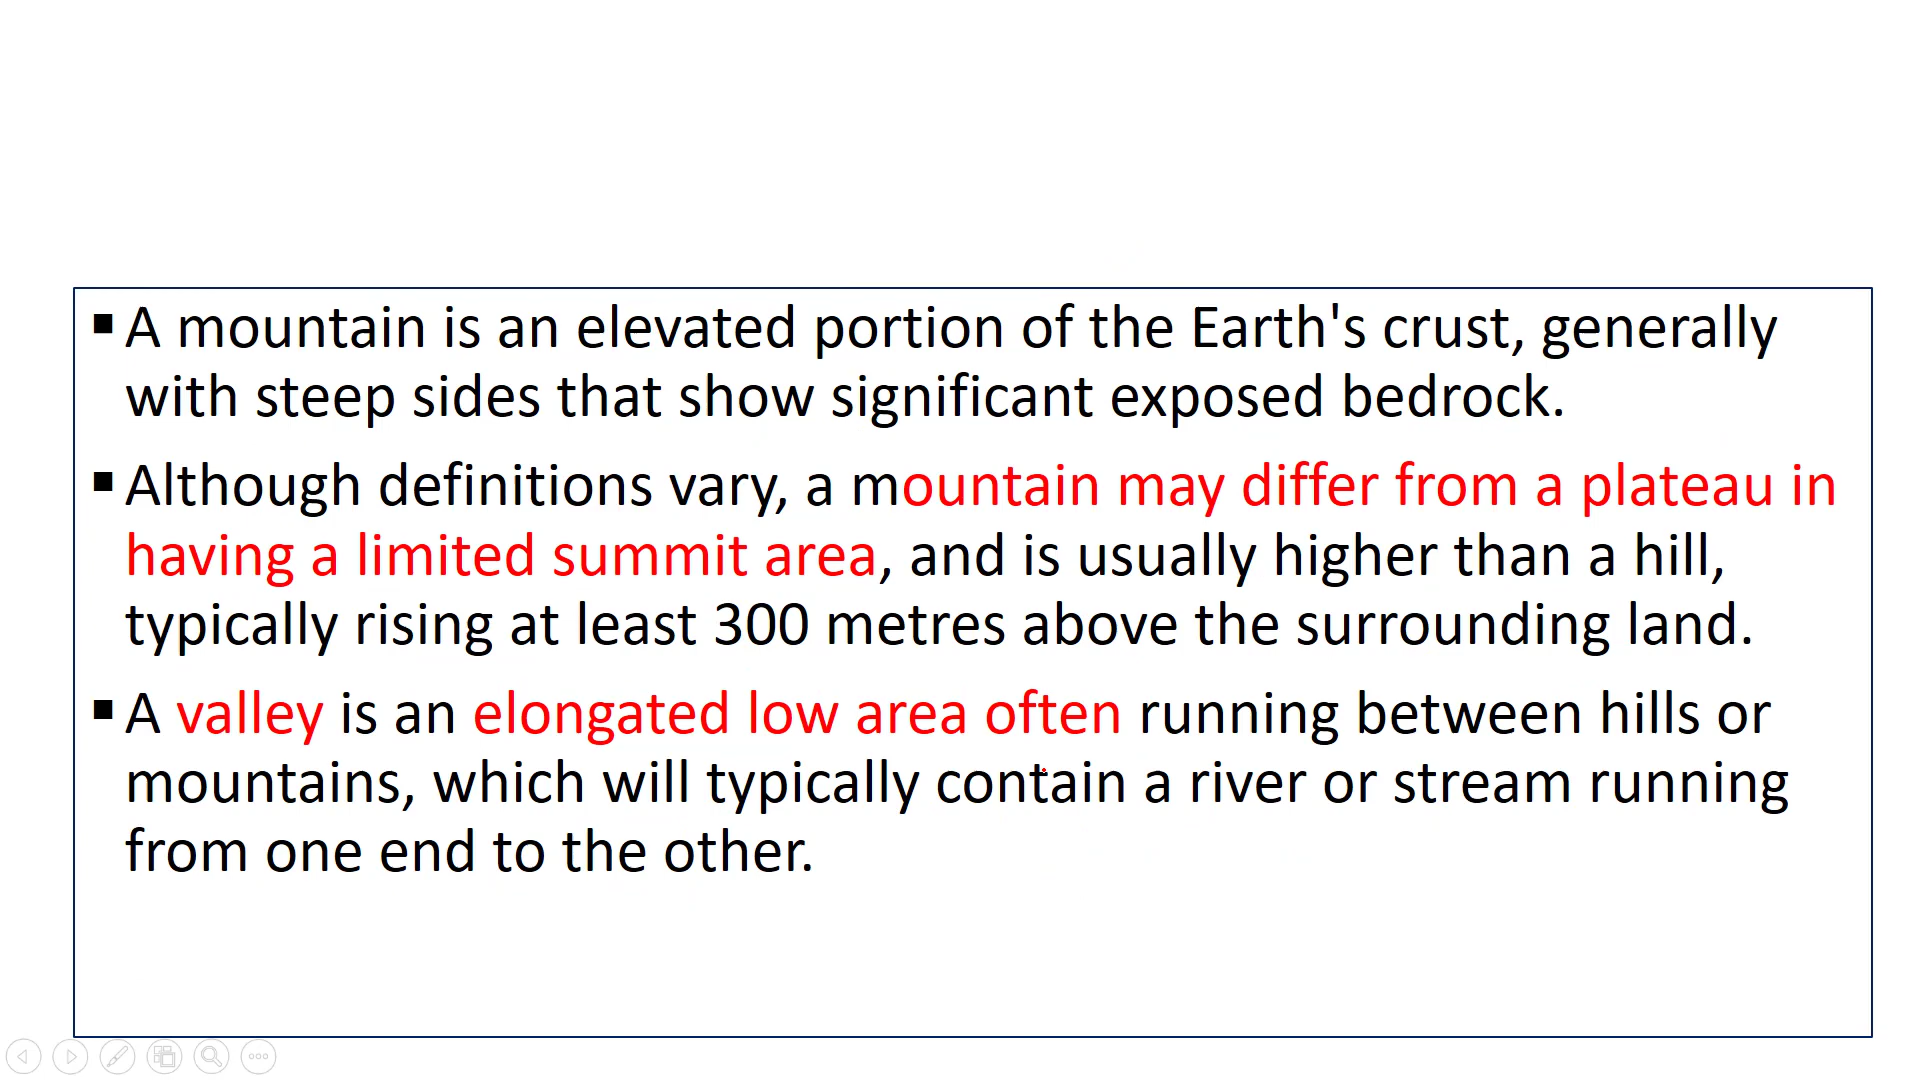 ▪ A mountain is an elevated portion of the Earth's crust, generally
with steep sides that show significant exposed bedrock.
▪ Although definitions vary, a mountain may differ from a plateau in
having a limited summit area, and is usually higher than a hill,
typically rising at least 300 metres above the surrounding land.
▪ A valley is an elongated low area often running between hills or
mountains, which will typically contain a river or stream running
from one end to the other.